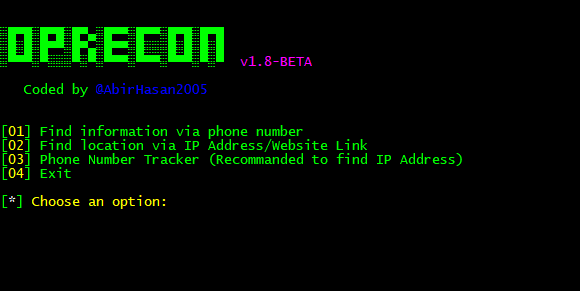 OPRECON v1.8-BETA
Coded by @AbirHasan2005
[01] Find information via phone number
[02] Find location via IP Address/Website Link
[03] Phone Number Tracker (Recommanded to find IP Address)
[04] Exit
[*] Choose an option: